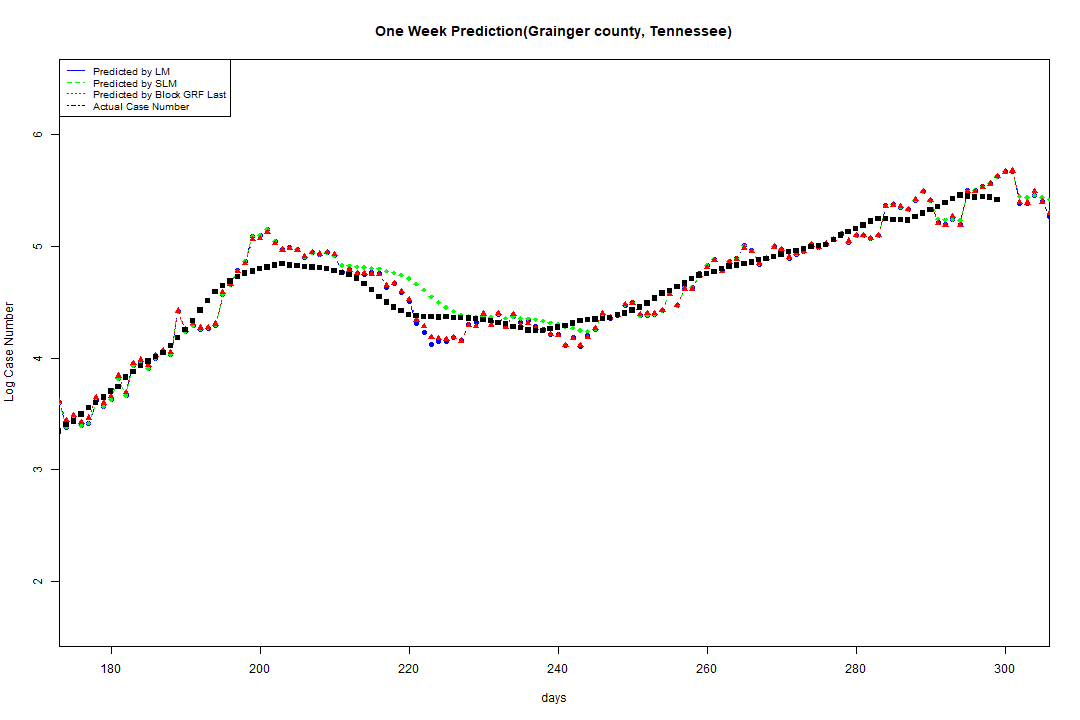 One Week Prediction(Grainger county, Tennessee)
Predicted by LM
Predicted by SLM
Predicted by Block GRF Last
Actual Case Number
6
5
4
3
2
Log Case Number
180 200 220 240 260 280 300
days